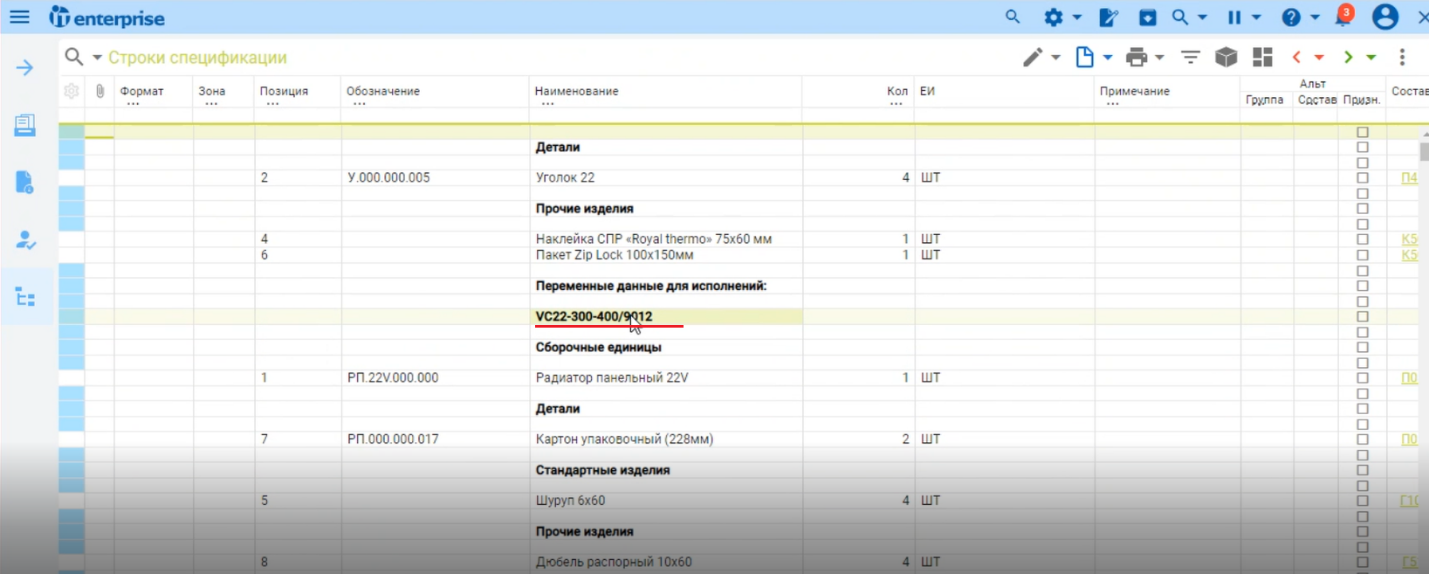 enterprise
3
Строки спецификации
Формат Зона Позиция Обозначение Наименование Кол ЕИ Примечание Альт Состав
Группа Состав Призн.
Детали
2 У.000.000.005 Уголок 22 4 ШТ П4
Прочие изделия
4 Наклейка СПР «Royal thermo» 75х60 мм 1 ШТ К5
6 Пакет Zip Lock 100х150мм 1 ШТ К5
Переменные данные для исполнений:
VC22-300-400/9012
Сборочные единицы
1 РП.22V.000.000 Радиатор панельный 22V 1 ШТ П0
Детали
7 РП.000.000.017 Картон упаковочный (228мм) 2 ШТ П0
Стандартные изделия
5 Шуруп 6х60 4 ШТ Г10
Прочие изделия
8 Дюбель распорный 10х60 4 ШТ Г5